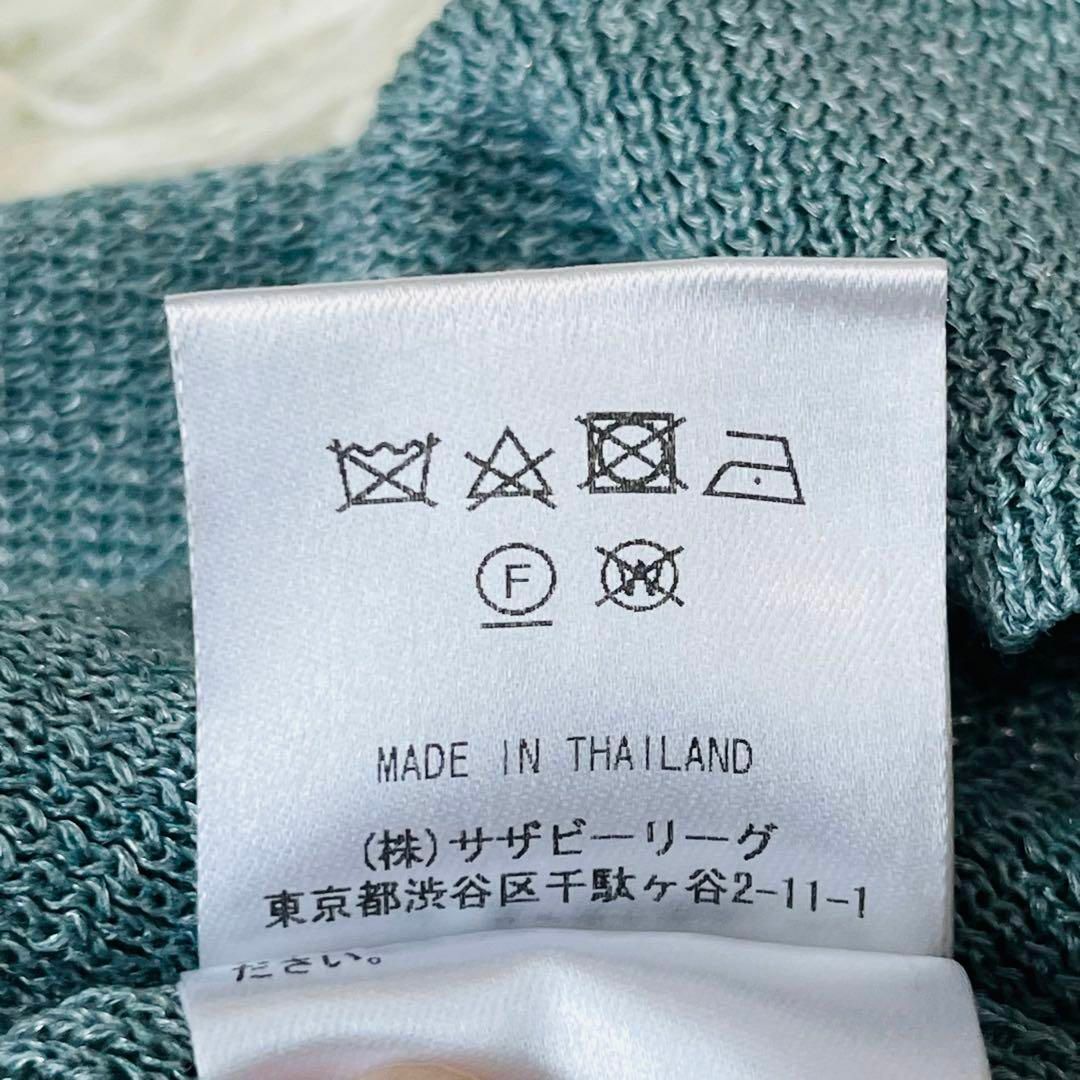 F
W
MADE IN THAILAND
(株)サザビーリーグ
東京都渋谷区千駄ヶ谷2-11-1
ださい。